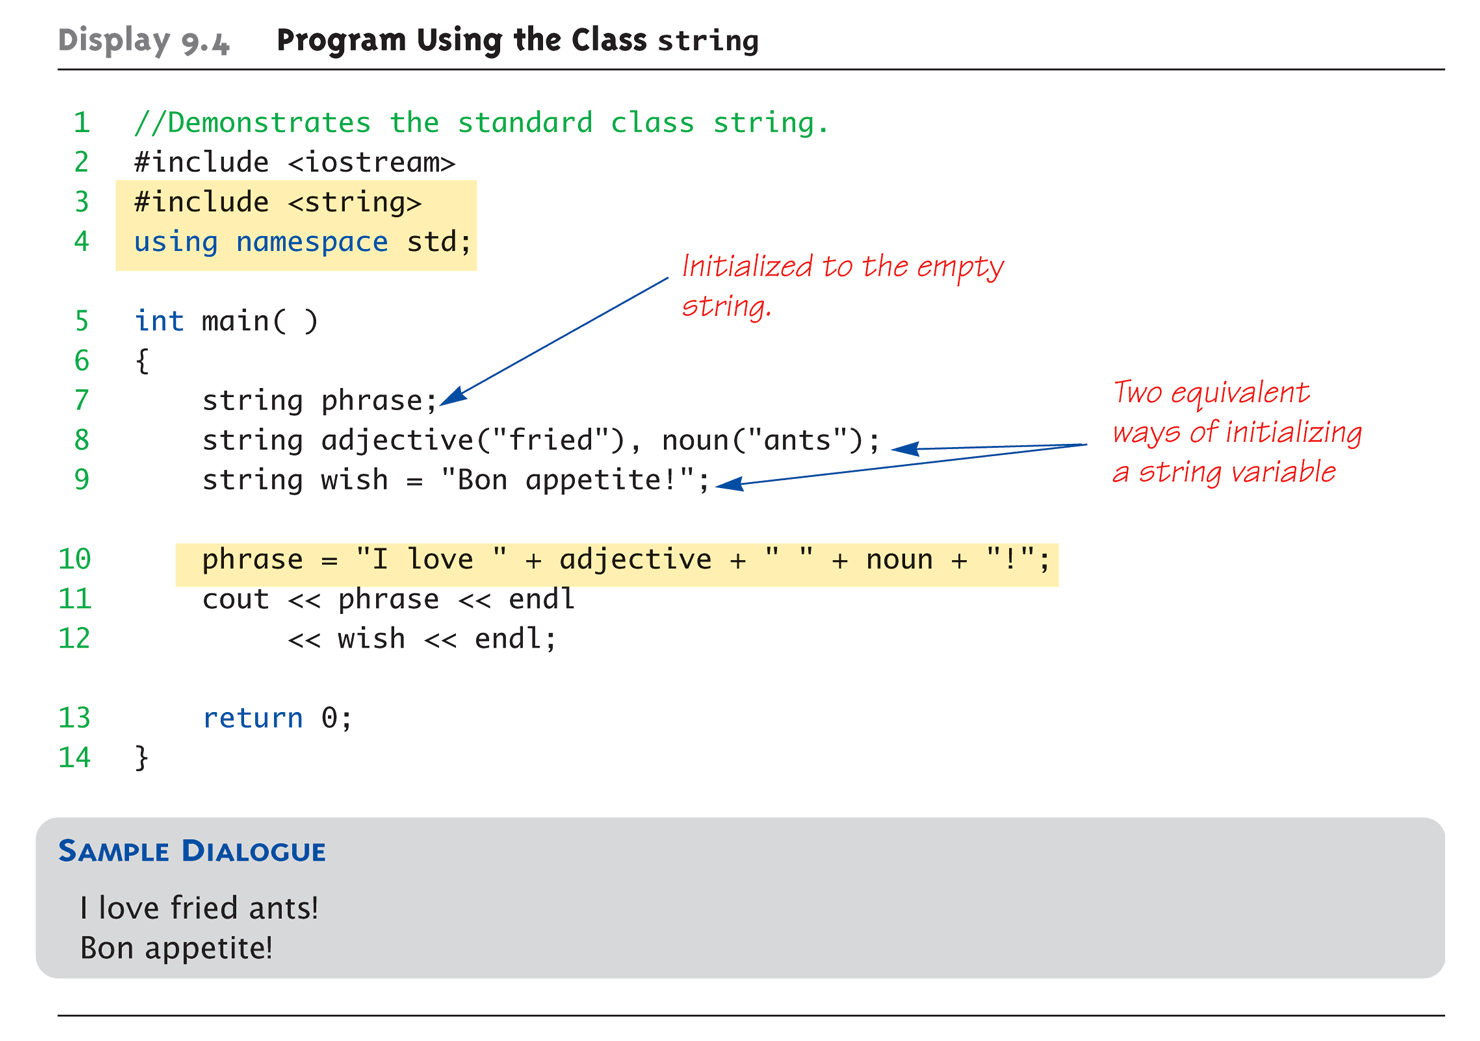 Display 9.4 Program Using the Class string
1 //Demonstrates the standard class string.
2 #include <iostream>
3 #include <string>
4 using namespace std;
Initialized to the empty
string.
5 int main( )
6 {
7 string phrase;
8 string adjective("fried"), noun("ants");
9 string wish = "Bon appetite!";
Two equivalent
ways of initializing
a string variable
10 phrase = "I love " + adjective + " " + noun + "!";
11 cout << phrase << endl
12 << wish << endl;
13 return 0;
14 }
SAMPLE DIALOGUE
I love fried ants!
Bon appetite!